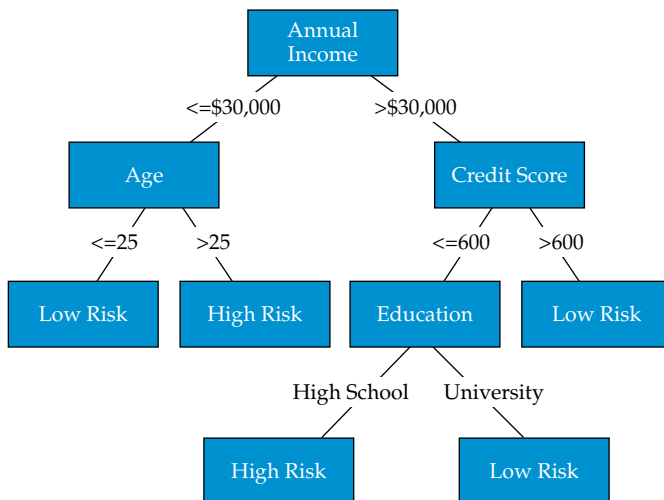 Annual
Income
<=$30,000
>$30,000
Age
Credit Score
<=25
>25
<=600
>600
Low Risk
High Risk
Education
Low Risk
High School
University
High Risk
Low Risk